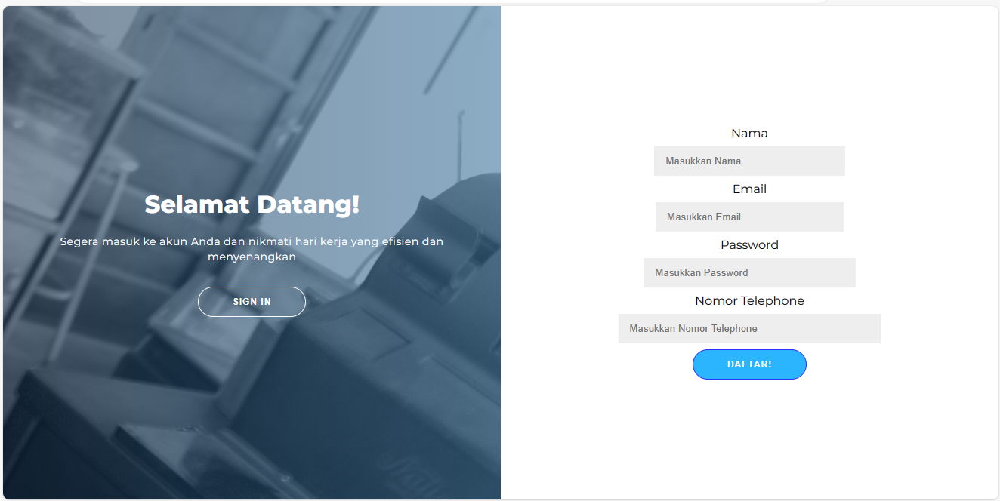 Selamat Datang!
Segera masuk ke akun Anda dan nikmati hari kerja yang efisien dan
menyenangkan
SIGN IN
Nama
Masukkan Nama
Email
Masukkan Email
Password
Masukkan Password
Nomor Telephone
Masukkan Nomor Telephone
DAFTAR!